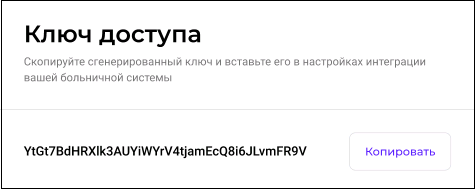 Ключ доступа
Скопируйте сгенерированный ключ и вставьте его в настройках интеграции
вашей больничной системы
YtGt7BdHRXlk3AUYiWYrV4tjamEcQ8i6JLvmFR9V
Копировать